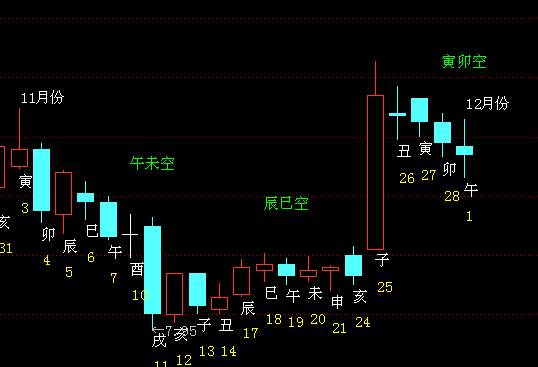 寅卯空
11月份
12月份
午未空
辰巳空
丑
寅
卯
午
26
27
28
1
寅
3
亥
31
卯
4
辰
5
巳
6
午
7
酉
10
戌
11
亥
12
子
13
丑
14
辰
17
巳
18
午
19
未
20
申
21
亥
24
子
25